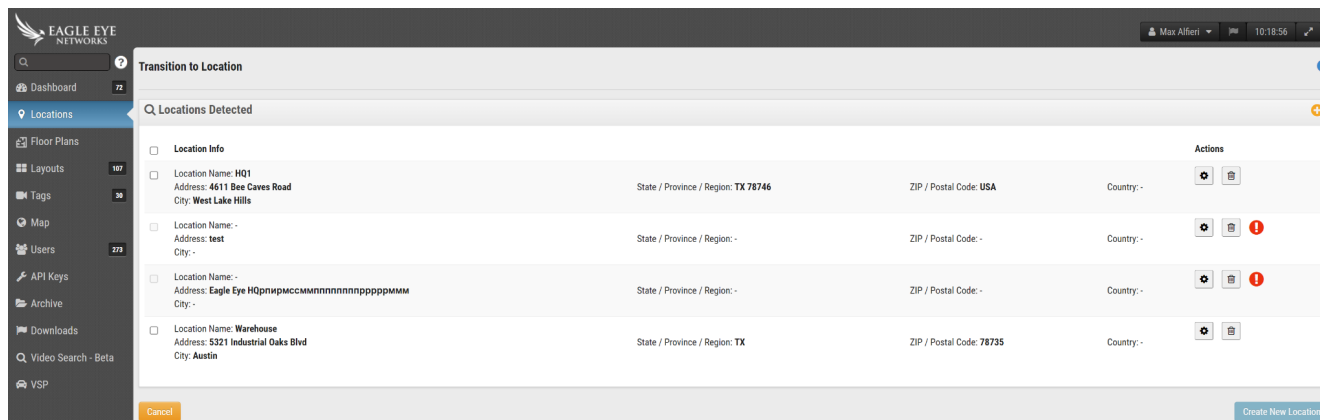 EAGLE EYE
NETWORKS
Max Alfieri
10:18:56
?
Transition to Location
Dashboard 72
Locations
Floor Plans
Layouts 107
Tags 30
Map
Users 273
API Keys
Archive
Downloads
Video Search - Beta
VSP
Locations Detected
Location Info Actions
Location Name: HQ1
Address: 4611 Bee Caves Road State / Province / Region: TX 78746 ZIP / Postal Code: USA Country: -
City: West Lake Hills
Location Name: -
Address: test State / Province / Region: - ZIP / Postal Code: - Country: -
City: -
Location Name: -
Address: Eagle Eye HQрпирмссммпппппппппрррррммм State / Province / Region: - ZIP / Postal Code: - Country: -
City: -
Location Name: Warehouse
Address: 5321 Industrial Oaks Blvd State / Province / Region: TX ZIP / Postal Code: 78735 Country: -
City: Austin
Cancel Create New Location